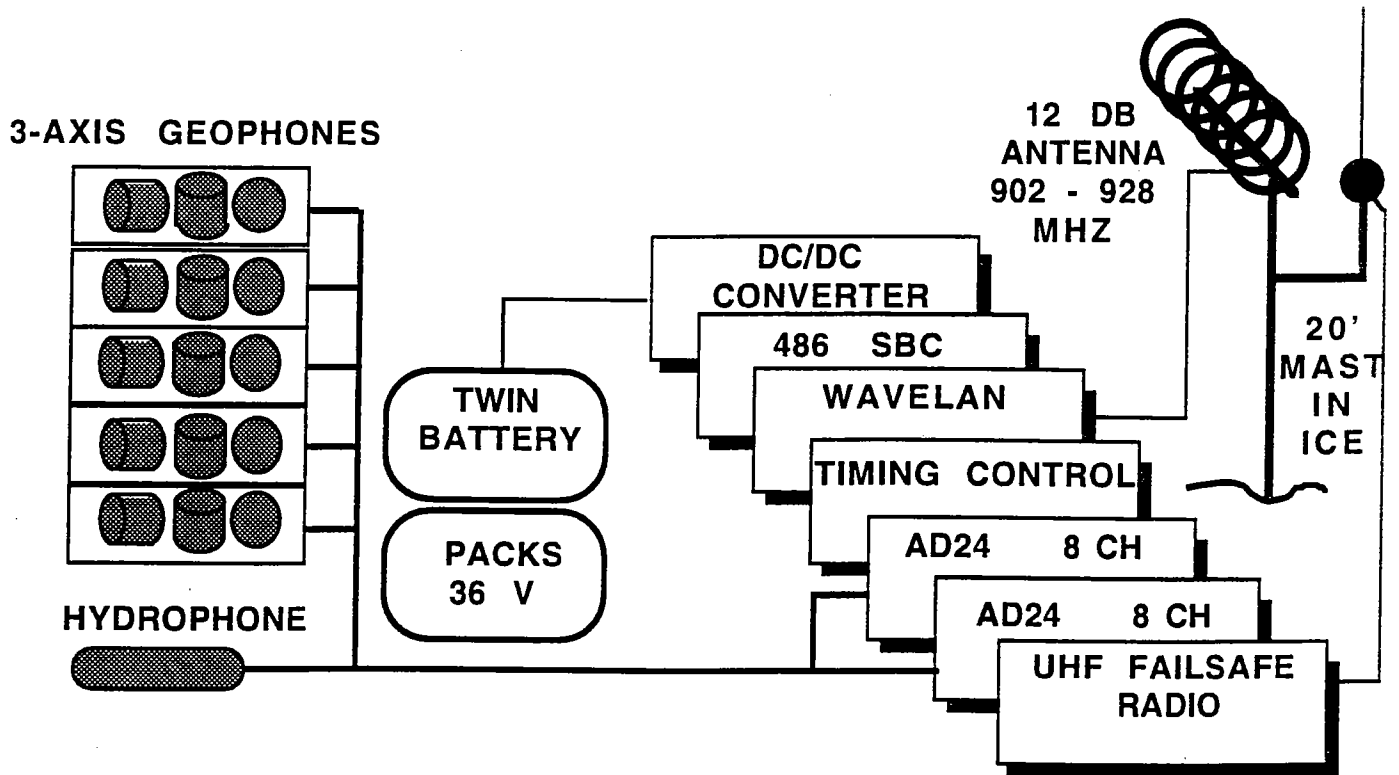 3-AXIS GEOPHONES
HYDROPHONE
TWIN
BATTERY
PACKS
36 V
DC/DC
CONVERTER
486 SBC
WAVELAN
TIMING CONTROL
AD24 8 CH
AD24 8 CH
UHF FAILSAFE
RADIO
12 DB
ANTENNA
902 - 928
MHZ
20'
MAST
IN
ICE